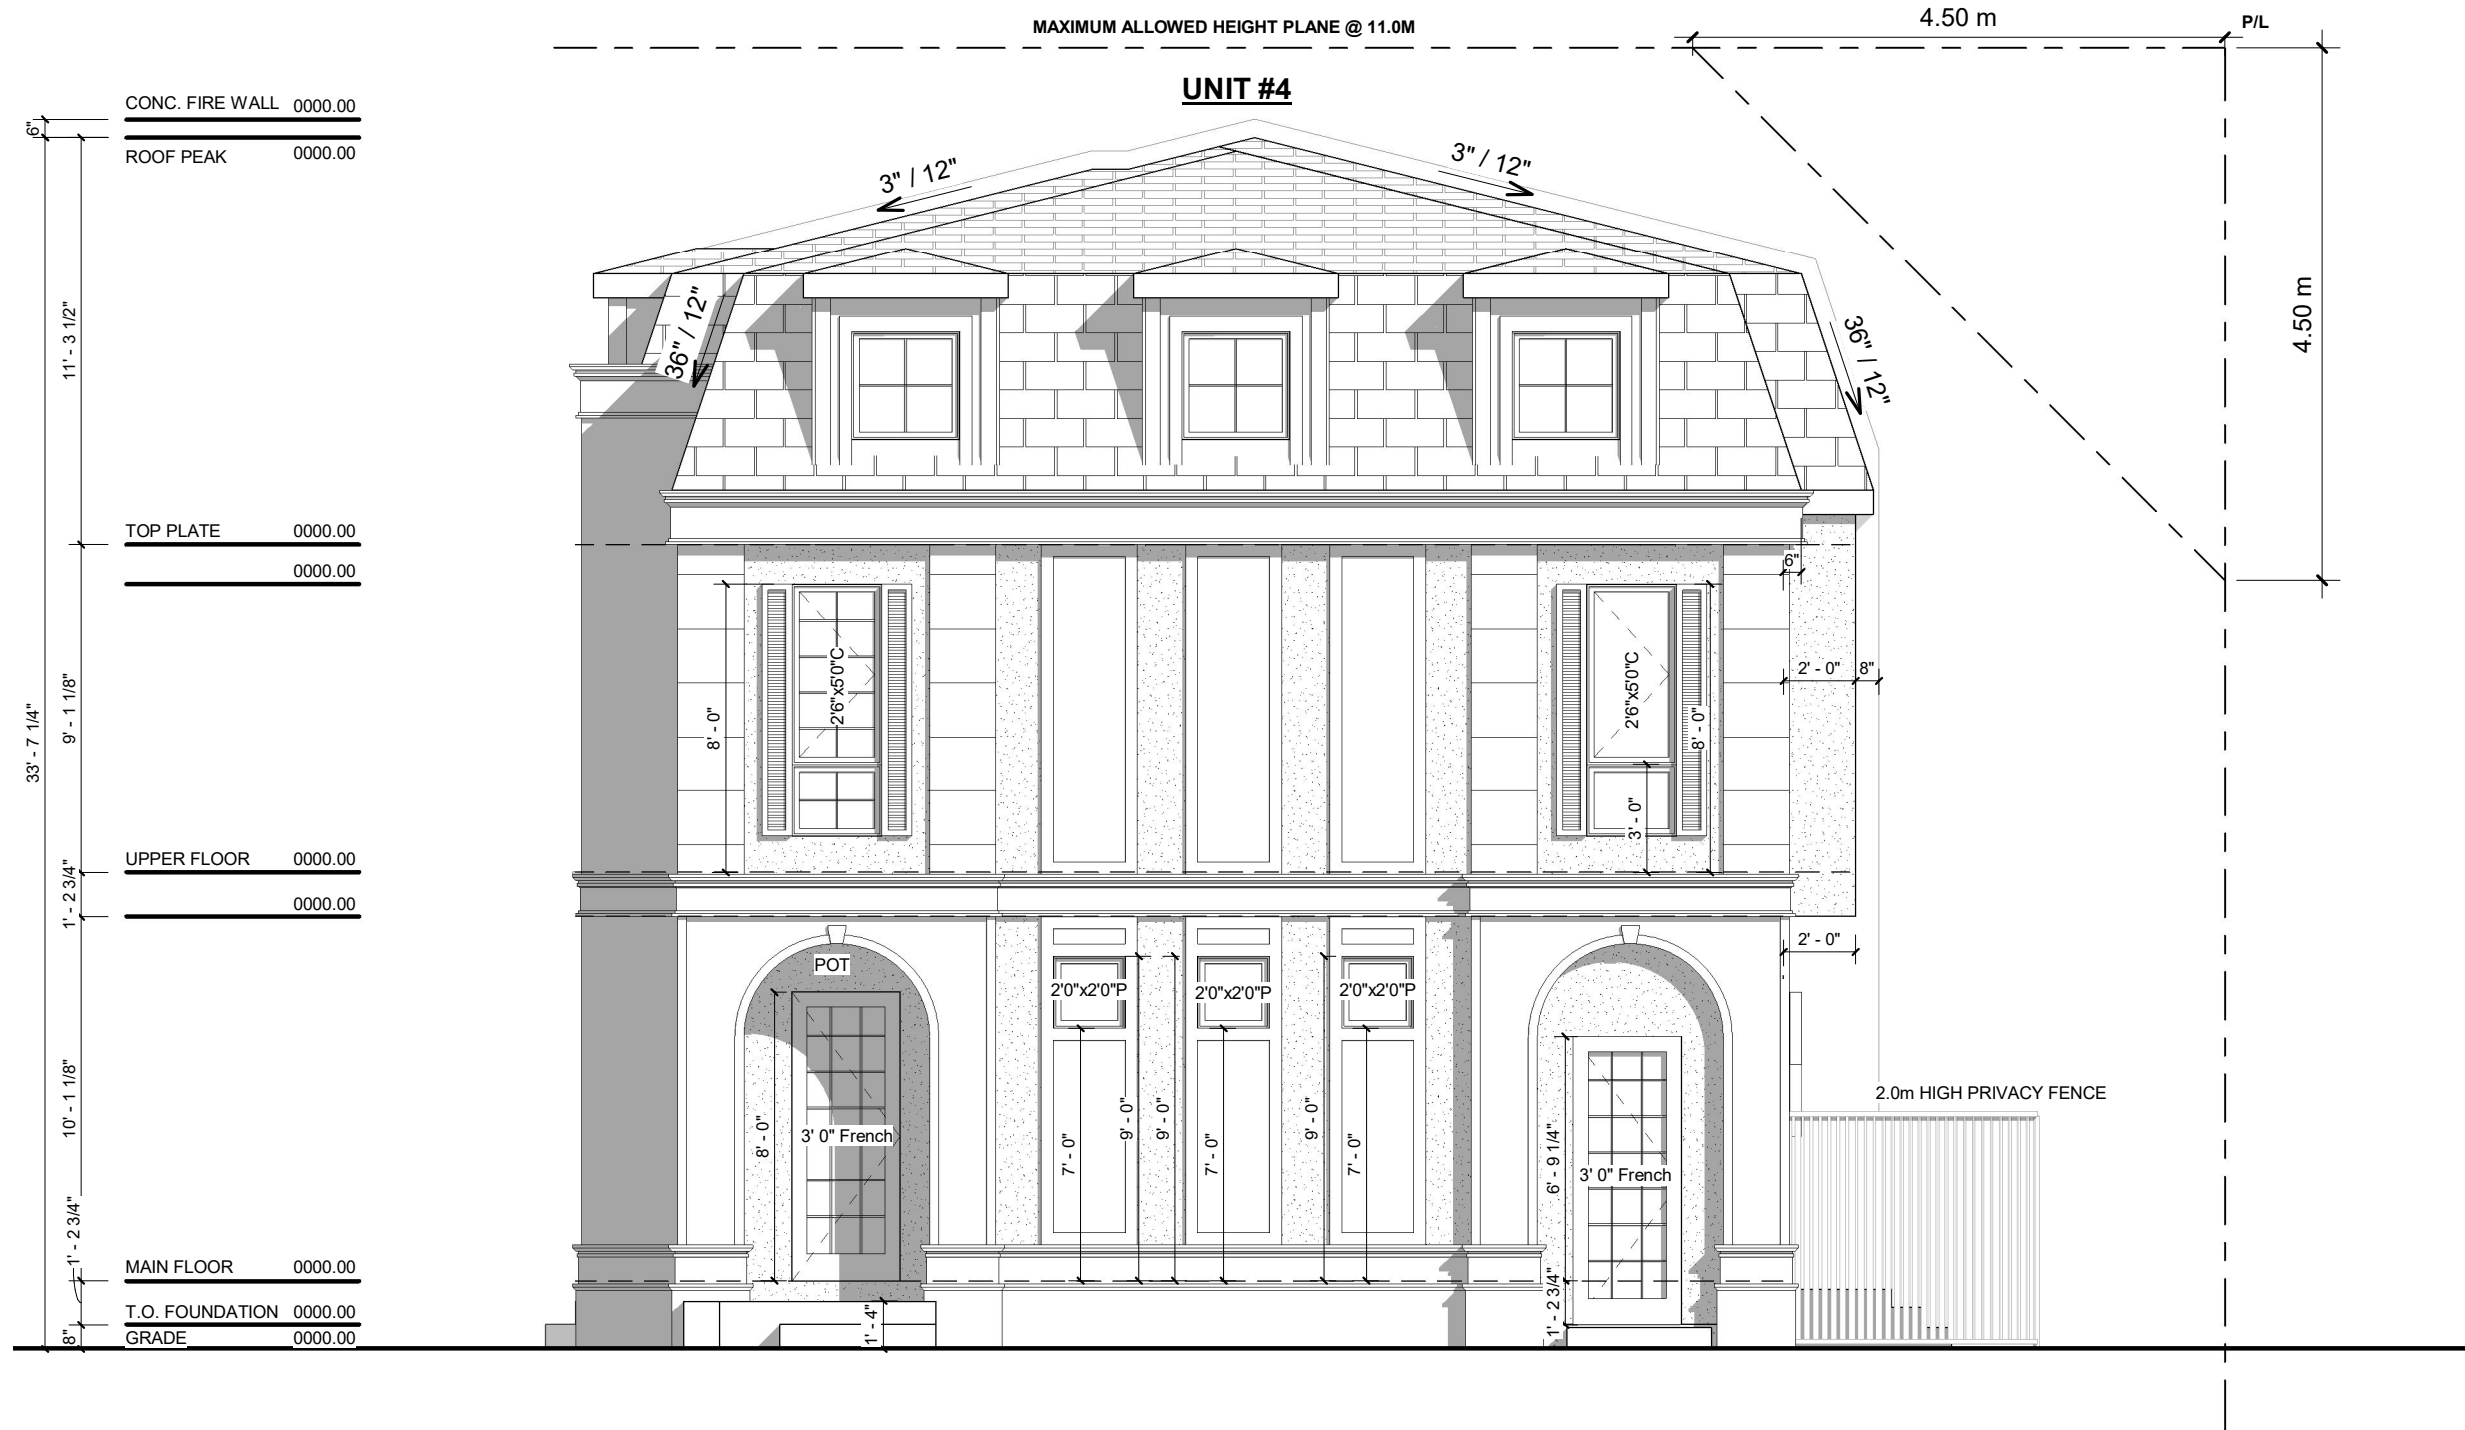 MAXIMUM ALLOWED HEIGHT PLANE @ 11.0M
4.50 m
P/L
UNIT #4
CONC. FIRE WALL 0000.00
6"
ROOF PEAK 0000.00
3" / 12"
3" / 12"
36" / 12"
36" / 12"
4.50 m
11' - 3 1/2"
TOP PLATE 0000.00
0000.00
6"
2'6"x5'0"C
2'6"x5'0"C
8' - 0"
8' - 0"
2' - 0"
8"
9' - 1 1/8"
33' - 7 1/4"
3' - 0"
UPPER FLOOR 0000.00
1' - 2 3/4"
0000.00
2' - 0"
POT
2'0"x2'0"P
2'0"x2'0"P
2'0"x2'0"P
2.0m HIGH PRIVACY FENCE
10' - 1 1/8"
8' - 0"
3' 0" French
7' - 0"
9' - 0"
9' - 0"
7' - 0"
9' - 0"
7' - 0"
6' - 9 1/4"
3' 0" French
1' - 2 3/4"
MAIN FLOOR 0000.00
T.O. FOUNDATION 0000.00
1' - 4"
1' - 2 3/4"
8"
GRADE 0000.00